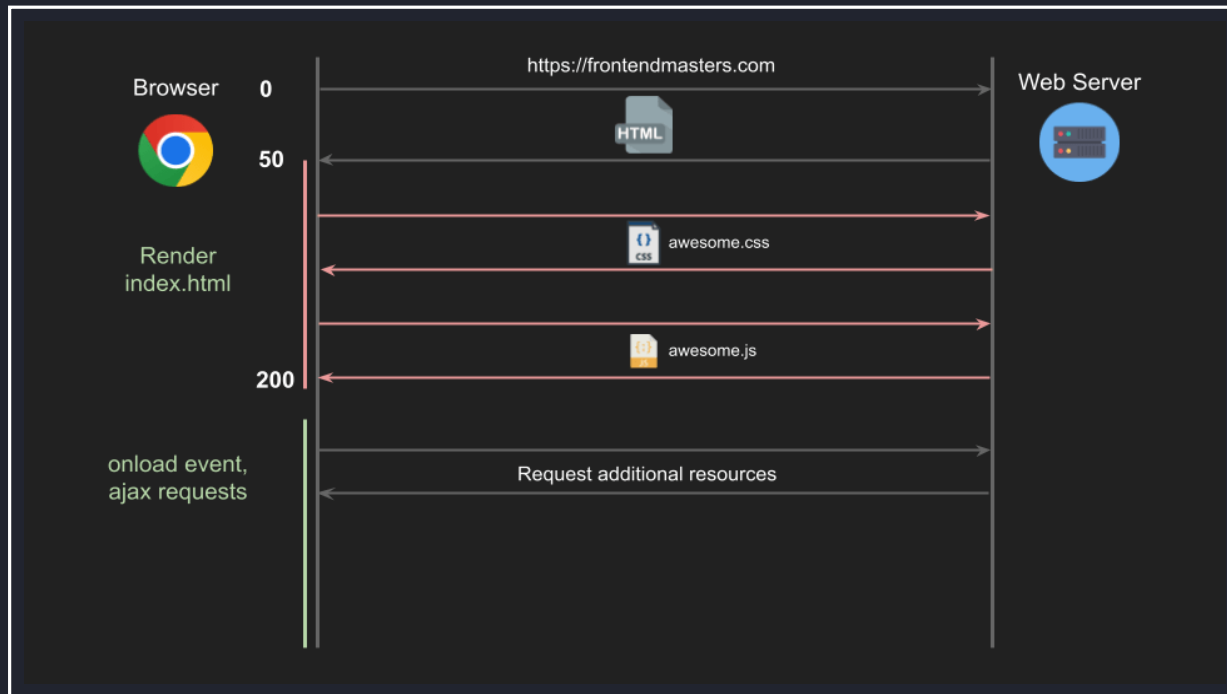 https://frontendmasters.com
Browser
0
Web Server
HTML
50
{}
CSS
awesome.css
Render
index.html
{:}
JS
awesome.js
200
onload event,
ajax requests
Request additional resources